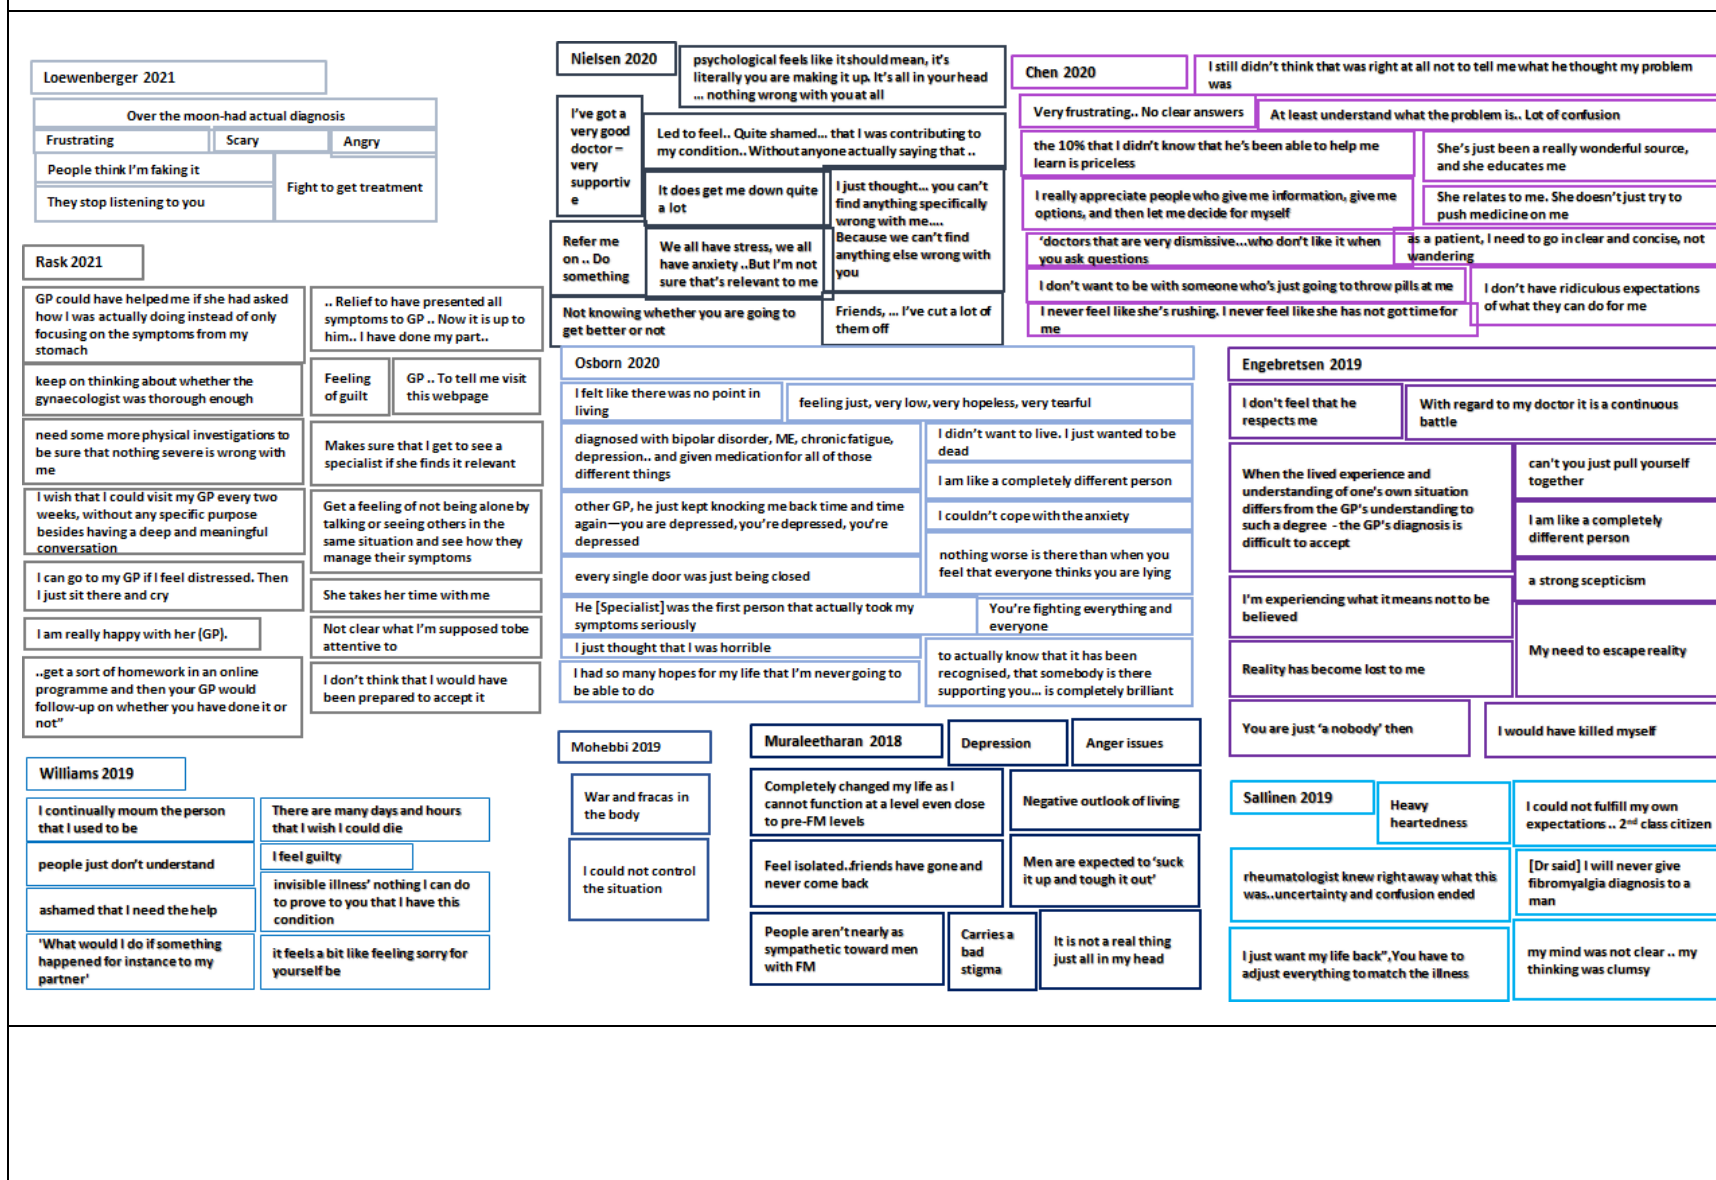 Loewenberger 2021
Over the moon-had actual diagnosis
Frustrating
Scary
Angry
People think I'm faking it
They stop listening to you
Fight to get treatment
Rask 2021
GP could have helped me if she had asked
how I was actually doing instead of only
focusing on the symptoms from my
stomach
.. Relief to have presented all
symptoms to GP .. Now it is up to
him.. I have done my part..
keep on thinking about whether the
gynaecologist was thorough enough
Feeling
of guilt
GP .. To tell me visit
this webpage
need some more physical investigations to
be sure that nothing severe is wrong with
me
Makes sure that I get to see a
specialist if she finds it relevant
I wish that I could visit my GP every two
weeks, without any specific purpose
besides having a deep and meaningful
conversation
Get a feeling of not being alone by
talking or seeing others in the
same situation and see how they
manage their symptoms
I can go to my GP if I feel distressed. Then
I just sit there and cry
She takes her time with me
I am really happy with her (GP).
Not clear what I'm supposed tobe
attentive to
..get a sort of homework in an online
programme and then your GP would
follow-up on whether you have done it or
not"
I don't think that I would have
been prepared to accept it
Williams 2019
I continually mourn the person
that I used to be
There are many days and hours
that I wish I could die
people just don't understand
I feel guilty
ashamed that I need the help
invisible illness' nothing I can do
to prove to you that I have this
condition
'What would I do if something
happened for instance to my
partner'
it feels a bit like feeling sorry for
yourself be
Nielsen 2020
psychological feels like it should mean, it's
literally you are making it up. It's all in your head
... nothing wrong with you at all
I've got a
very good
doctor –
very
supportiv
e
Led to feel.. Quite shamed... that I was contributing to
my condition.. Without anyone actually saying that ..
It does get me down quite
a lot
I just thought... you can't
find anything specifically
wrong with me....
Because we can't find
anything else wrong with
you
Refer me
on .. Do
something
We all have stress, we all
have anxiety ..But I'm not
sure that's relevant to me
Not knowing whether you are going to
get better or not
Friends, ... I've cut a lot of
them off
Chen 2020
I still didn't think that was right at all not to tell me what he thought my problem
was
Very frustrating.. No clear answers
At least understand what the problem is.. Lot of confusion
the 10% that I didn't know that he's been able to help me
learn is priceless
She's just been a really wonderful source,
and she educates me
I really appreciate people who give me information, give me
options, and then let me decide for myself
She relates to me. She doesn't just try to
push medicine on me
'doctors that are very dismissive...who don't like it when
you ask questions
as a patient, I need to go in clear and concise, not
wandering
I don't want to be with someone who's just going to throw pills at me
I don't have ridiculous expectations
of what they can do for me
I never feel like she's rushing. I never feel like she has not got time for
me
Osborn 2020
I felt like there was no point in
living
feeling just, very low, very hopeless, very tearful
diagnosed with bipolar disorder, ME, chronic fatigue,
depression.. and given medication for all of those
different things
I didn't want to live. I just wanted to be
dead
I am like a completely different person
other GP, he just kept knocking me back time and time
again—you are depressed, you're depressed, you're
depressed
I couldn't cope with the anxiety
every single door was just being closed
nothing worse is there than when you
feel that everyone thinks you are lying
He [Specialist] was the first person that actually took my
symptoms seriously
You're fighting everything and
everyone
I just thought that I was horrible
I had so many hopes for my life that I'm never going to
be able to do
to actually know that it has been
recognised, that somebody is there
supporting you... is completely brilliant
Engebretsen 2019
I don't feel that he
respects me
With regard to my doctor it is a continuous
battle
When the lived experience and
understanding of one's own situation
differs from the GP's understanding to
such a degree - the GP's diagnosis is
difficult to accept
can't you just pull yourself
together
I am like a completely
different person
a strong scepticism
I'm experiencing what it means not to be
believed
Reality has become lost to me
My need to escape reality
You are just 'a nobody' then
I would have killed myself
Mohebbi 2019
War and fracas in
the body
I could not control
the situation
Muraleetharan 2018
Depression
Anger issues
Completely changed my life as I
cannot function at a level even close
to pre-FM levels
Negative outlook of living
Feel isolated..friends have gone and
never come back
Men are expected to 'suck
it up and tough it out'
People aren't nearly as
sympathetic toward men
with FM
Carries a
bad
stigma
It is not a real thing
just all in my head
Sallinen 2019
Heavy
heartedness
I could not fulfill my own
expectations .. 2nd class citizen
rheumatologist knew right away what this
was..uncertainty and confusion ended
[Dr said] I will never give
fibromyalgia diagnosis to a
man
I just want my life back",You have to
adjust everything to match the illness
my mind was not clear .. my
thinking was clumsy